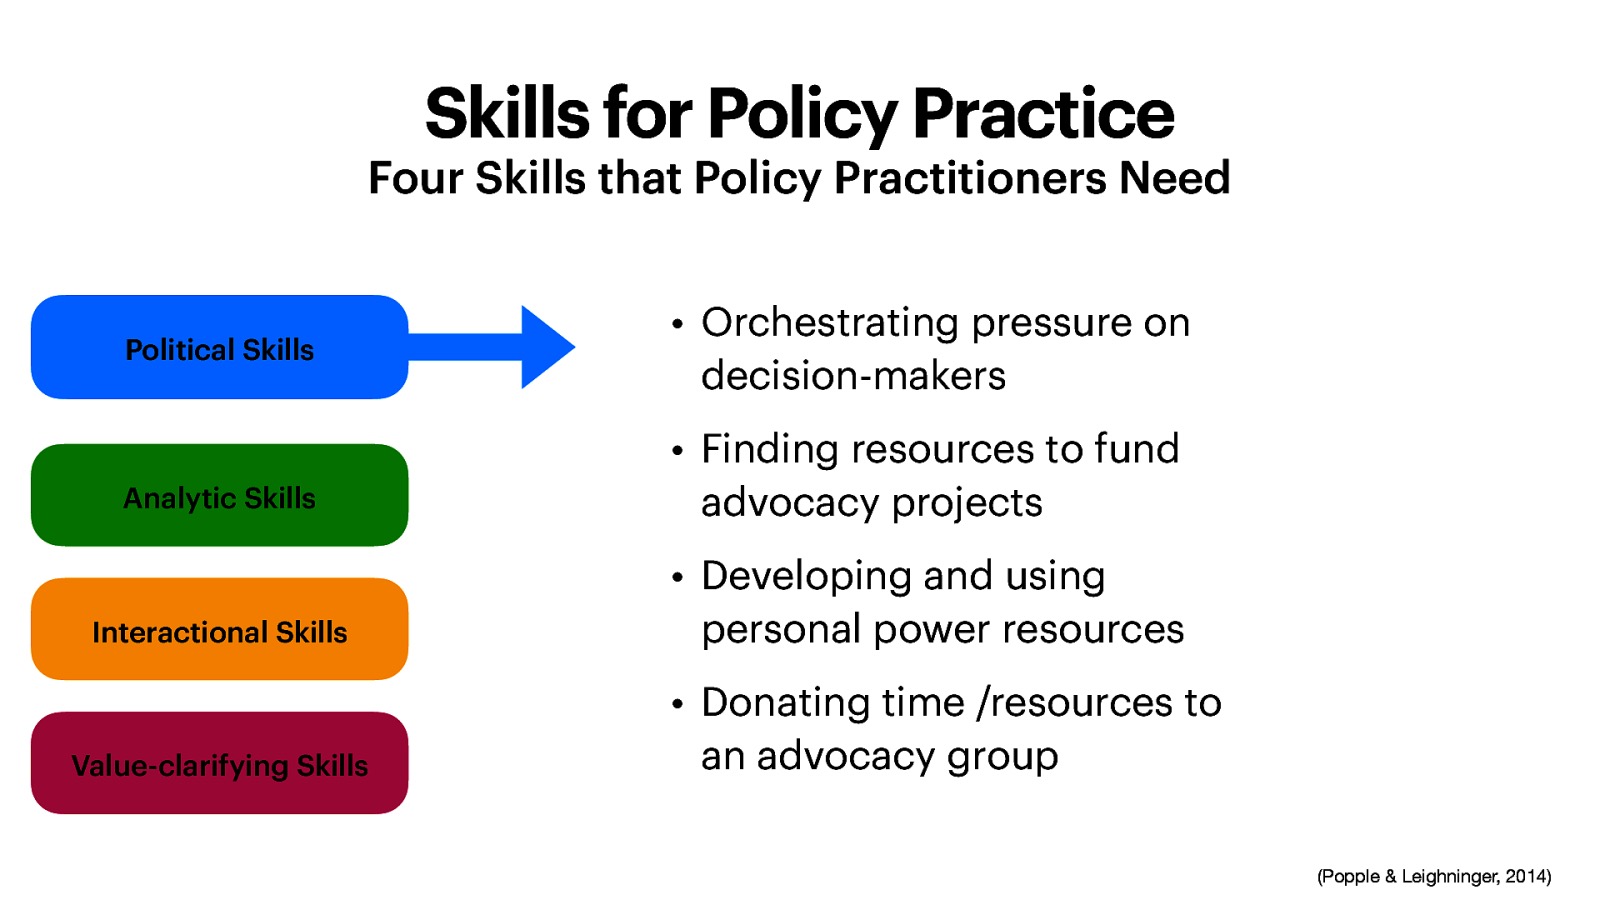 Skills for Policy Practice
Four Skills that Policy Practitioners Need
Political Skills
Analytic Skills
Interactional Skills
Value-clarifying Skills
• Orchestrating pressure on
decision-makers
• Finding resources to fund
advocacy projects
• Developing and using
personal power resources
• Donating time /resources to
an advocacy group
(Popple & Leighninger, 2014)